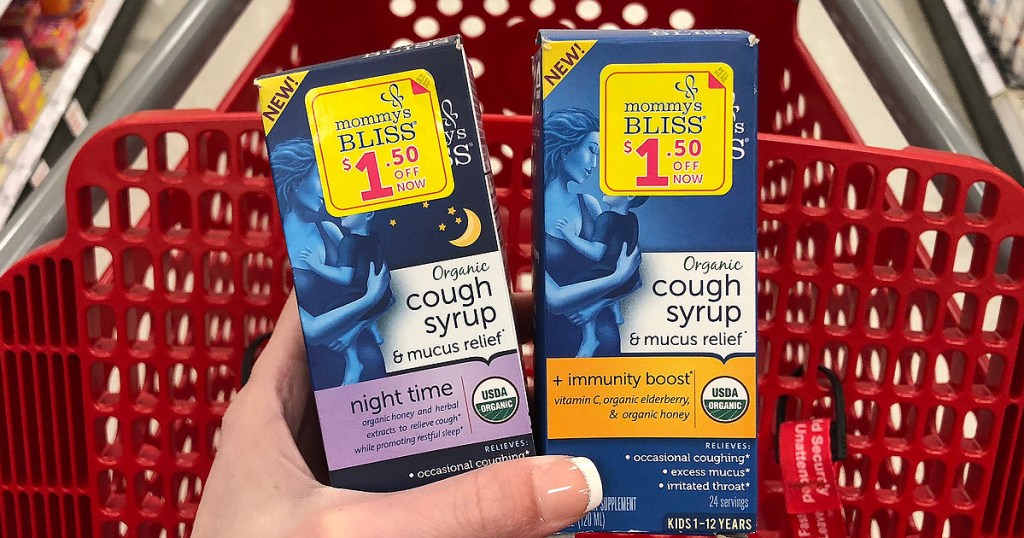 NEW!
mommy's
BLISS®
$1.50
OFF
NOW
Organic
cough
syrup
& mucus relief*
night time
organic honey and herbal
extracts to relieve cough*
while promoting restful sleep*
USDA
ORGANIC
RELIEVES:
• occasional coughing*
NEW!
mommy's
BLISS®
$1.50
OFF
NOW
Organic
cough
syrup
& mucus relief*
+ immunity boost*
vitamin C, organic elderberry,
& organic honey
USDA
ORGANIC
RELIEVES:
• occasional coughing*
• excess mucus*
• irritated throat*
24 servings
(120 ML)
KIDS 1-12 YEARS